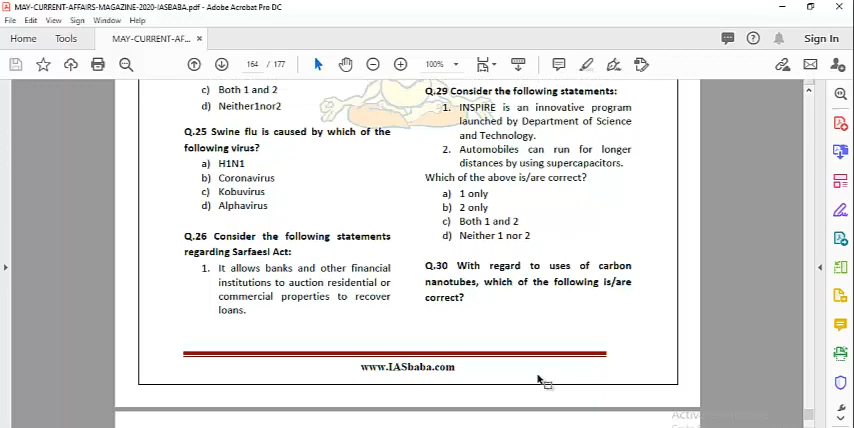 MAY-CURRENT-AFFAIRS-MAGAZINE-2020-IASBABA.pdf - Adobe Acrobat Pro DC
File Edit View Sign Window Help
Home Tools MAY-CURRENT-AF... × Sign In
164 / 177 100%
c) Both 1 and 2
d) Neither1nor2
Q.25 Swine flu is caused by which of the
following virus?
a) H1N1
b) Coronavirus
c) Kobuvirus
d) Alphavirus
Q.26 Consider the following statements
regarding Sarfaesi Act:
1. It allows banks and other financial
institutions to auction residential or
commercial properties to recover
loans.
Q.29 Consider the following statements:
1. INSPIRE is an innovative program
launched by Department of Science
and Technology.
2. Automobiles can run for longer
distances by using supercapacitors.
Which of the above is/are correct?
a) 1 only
b) 2 only
c) Both 1 and 2
d) Neither 1 nor 2
Q.30 With regard to uses of carbon
nanotubes, which of the following is/are
correct?
www.IASbaba.com